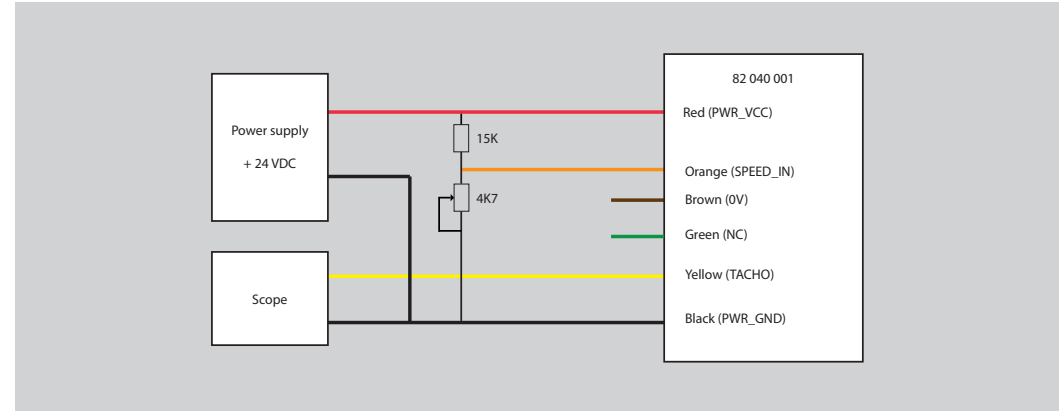 Power supply
+ 24 VDC
Scope
15K
4K7
82 040 001
Red (PWR_VCC)
Orange (SPEED_IN)
Brown (0V)
Green (NC)
Yellow (TACHO)
Black (PWR_GND)